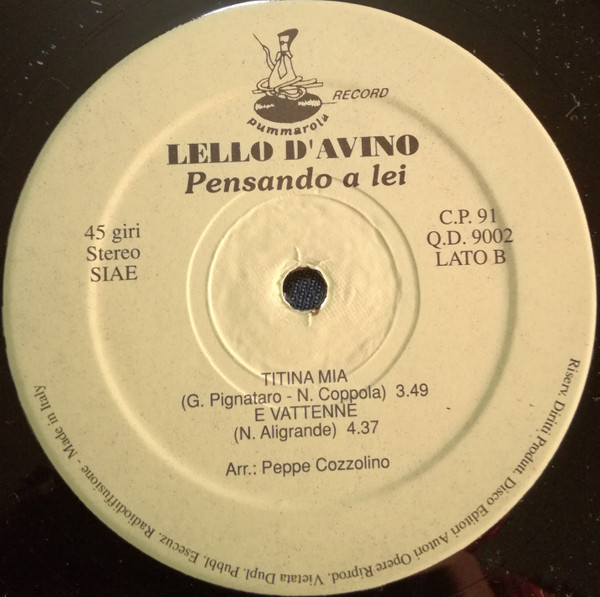 RECORD
pummarola
LELLO D'AVINO
Pensando a lei
45 giri
Stereo
SIAE
C.P. 91
Q.D. 9002
LATO B
TITINA MIA
(G. Pignataro - N. Coppola) 3.49
E VATTENNE
(N. Aligrande) 4.37
Arr.: Peppe Cozzolino
Riserv. Diritti Produt. Disco Editori Autori Opere Riprod. Vietata Dupl. Pubbl. Esecuz. Radiodiffusione - Made in Italy